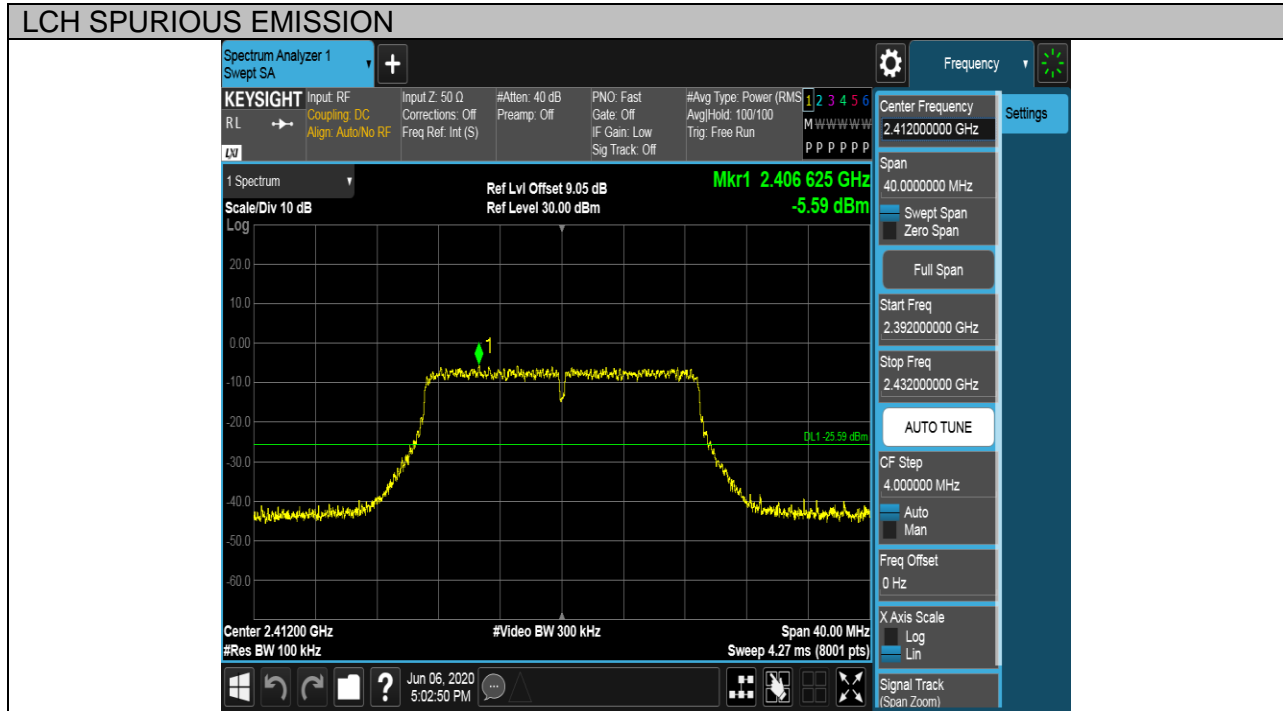 LCH SPURIOUS EMISSION
Spectrum Analyzer 1
Swept SA
Frequency
KEYSIGHT
RL
LXI
Input: RF
Coupling: DC
Align: Auto/No RF
Input Z: 50 Ω
Corrections: Off
Freq Ref: Int (S)
#Atten: 40 dB
Preamp: Off
PNO: Fast
Gate: Off
IF Gain: Low
Sig Track: Off
#Avg Type: Power (RMS
Avg|Hold: 100/100
Trig: Free Run
1 2 3 4 5 6
M W W W W W
P P P P P P
1 Spectrum
Scale/Div 10 dB
Log
Ref Lvl Offset 9.05 dB
Ref Level 30.00 dBm
Mkr1 2.406 625 GHz
-5.59 dBm
20.0
10.0
0.00
-10.0
-20.0
-30.0
-40.0
-50.0
-60.0
1
DL1 -25.59 dBm
Center 2.41200 GHz
#Res BW 100 kHz
#Video BW 300 kHz
Span 40.00 MHz
Sweep 4.27 ms (8001 pts)
Jun 06, 2020
5:02:50 PM
?
Center Frequency
2.412000000 GHz
Settings
Span
40.0000000 MHz
Swept Span
Zero Span
Full Span
Start Freq
2.392000000 GHz
Stop Freq
2.432000000 GHz
AUTO TUNE
CF Step
4.000000 MHz
Auto
Man
Freq Offset
0 Hz
X Axis Scale
Log
Lin
Signal Track
(Span Zoom)